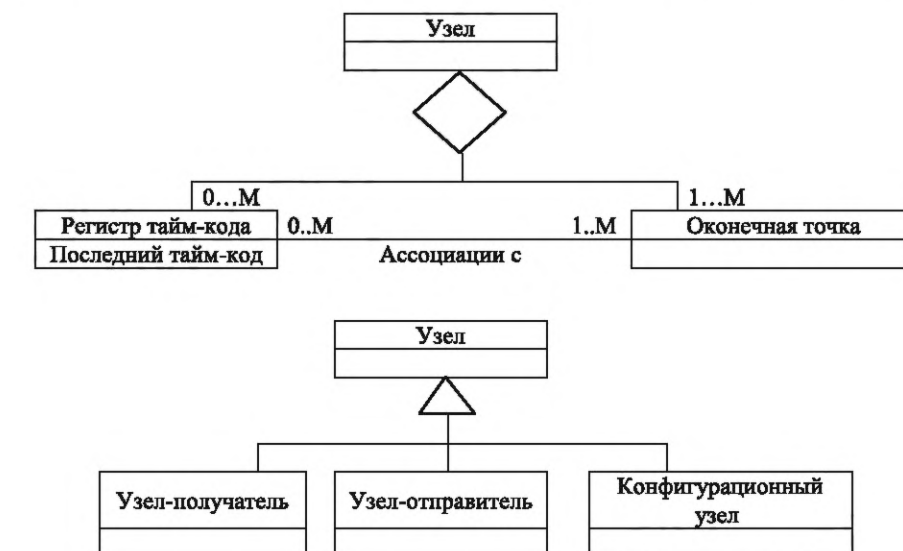 Узел
0...М
1...М
Регистр тайм-кода
0..М
1..М
Оконечная точка
Последний тайм-код
Ассоциации с
Узел
Узел-получатель
Узел-отправитель
Конфигурационный
узел